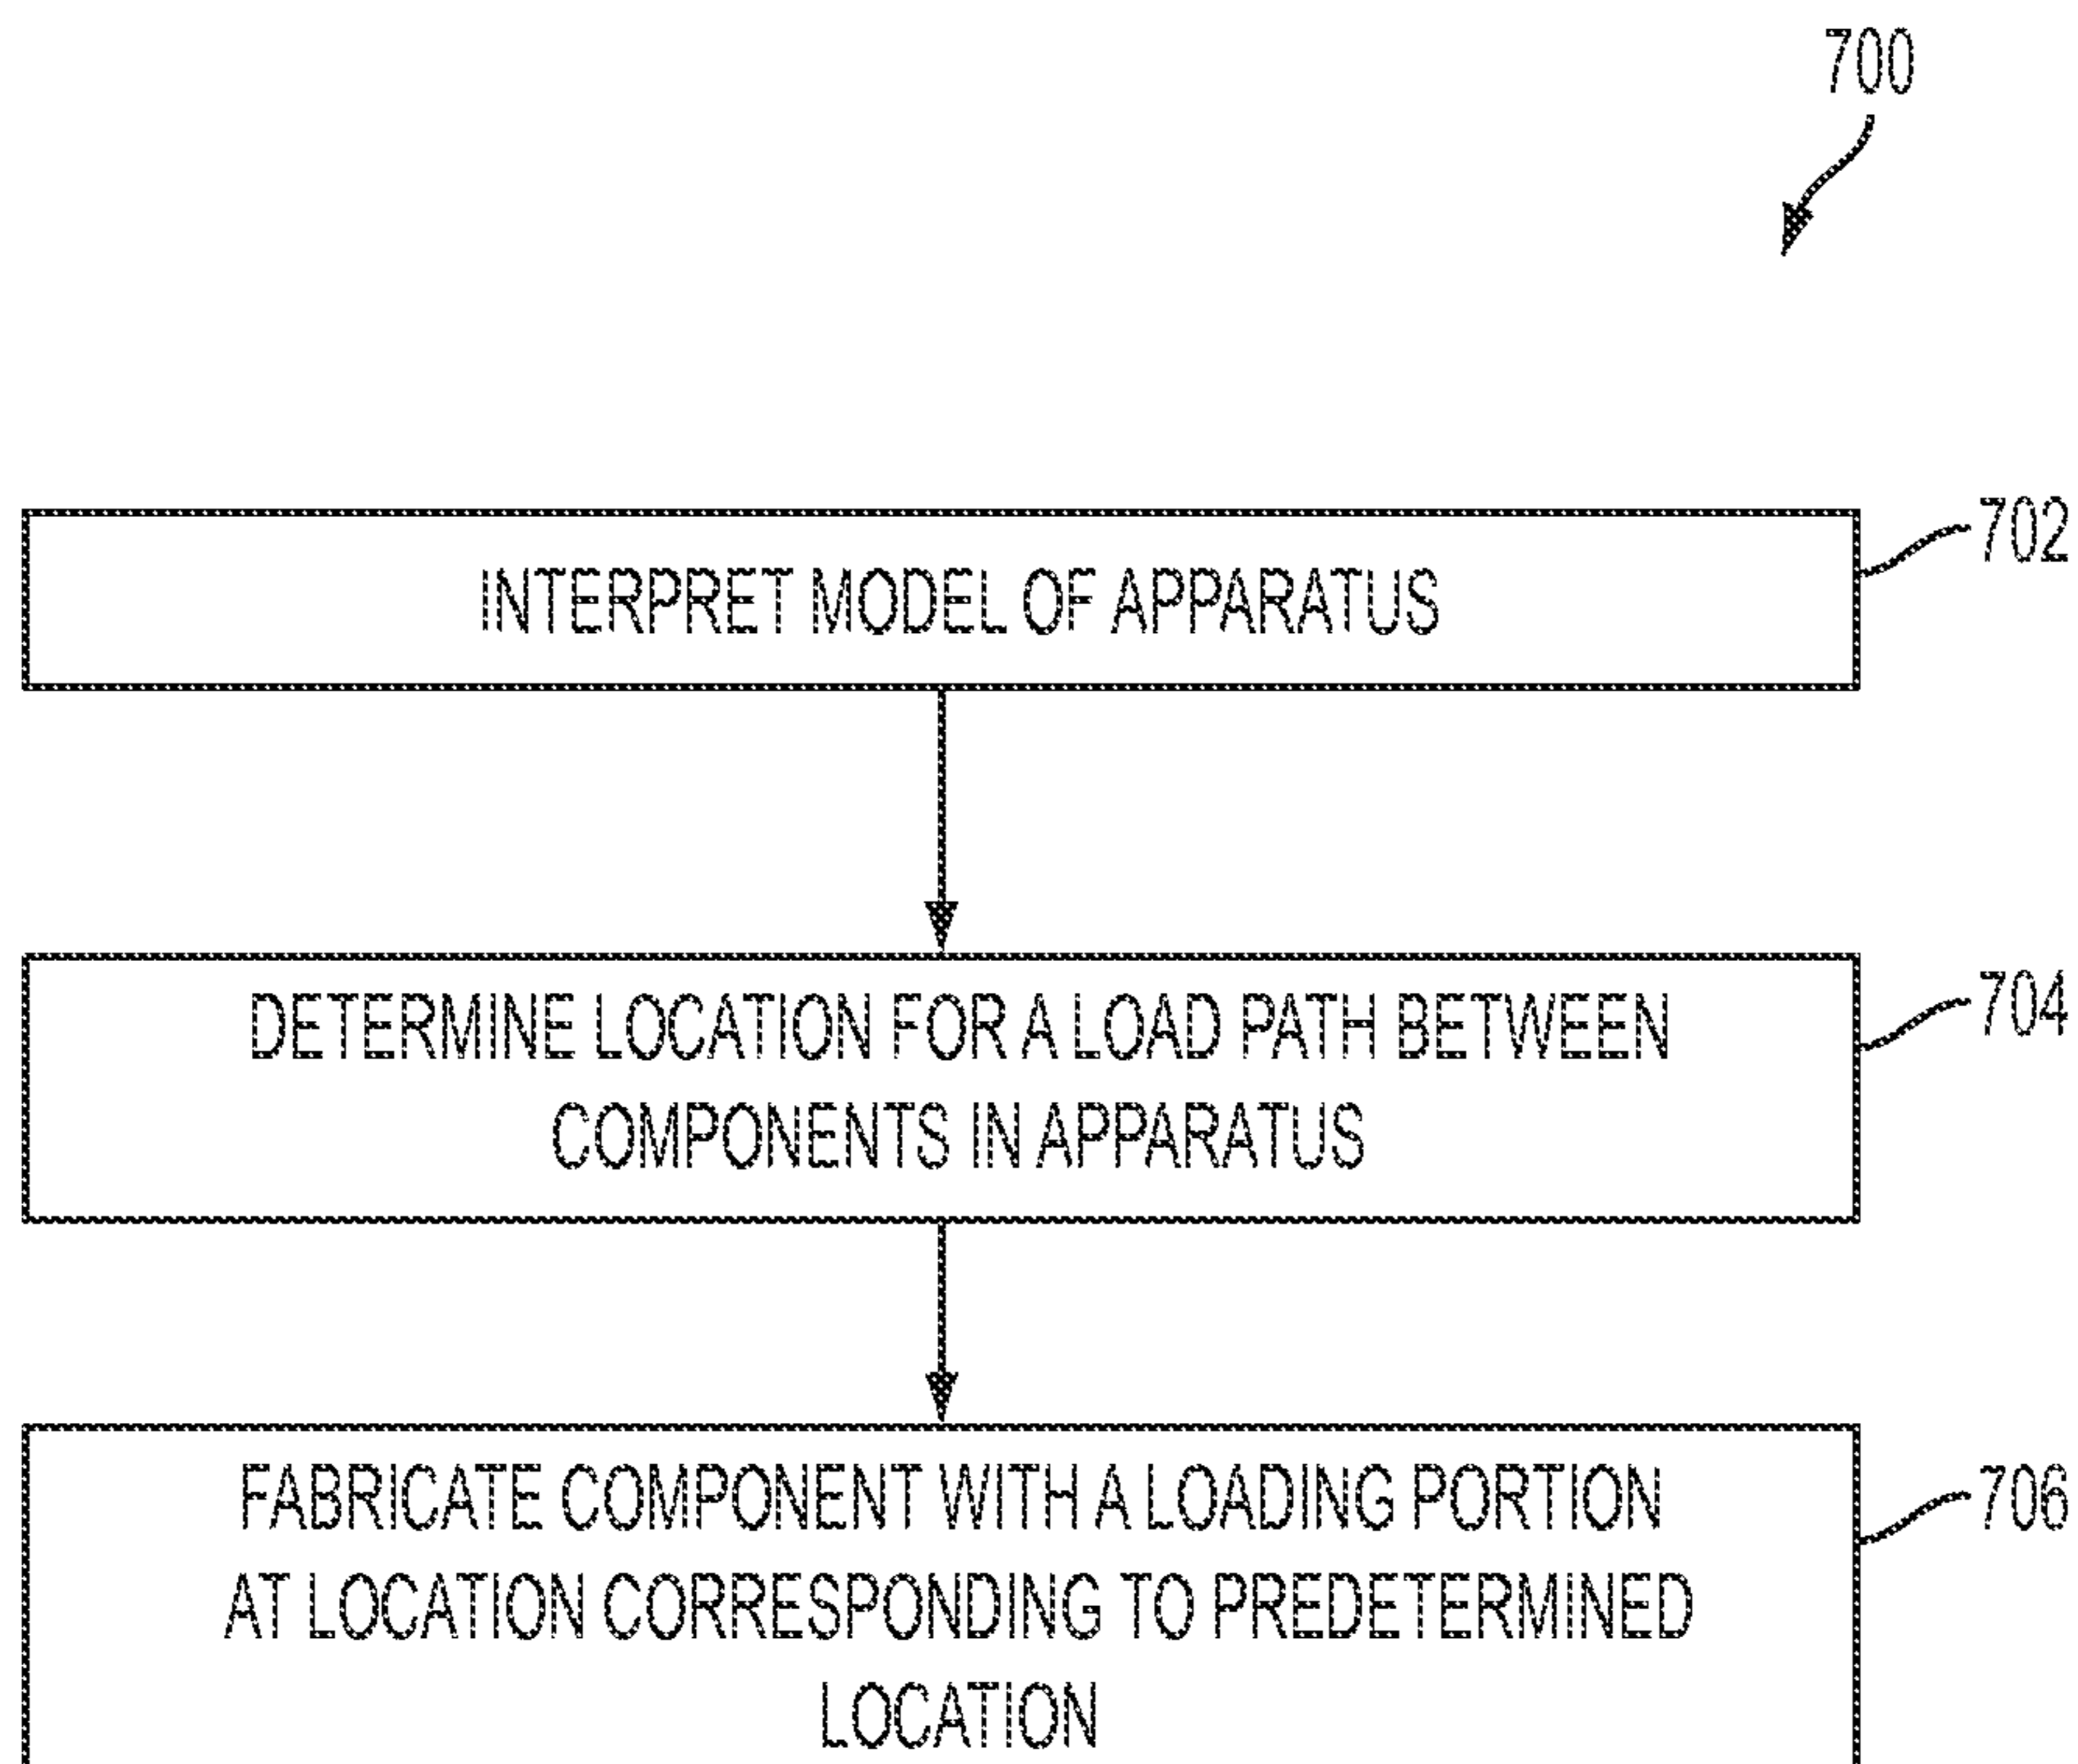 700
INTERPRET MODEL OF APPARATUS
702
DETERMINE LOCATION FOR A LOAD PATH BETWEEN
COMPONENTS IN APPARATUS
704
FABRICATE COMPONENT WITH A LOADING PORTION
AT LOCATION CORRESPONDING TO PREDETERMINED
LOCATION
706